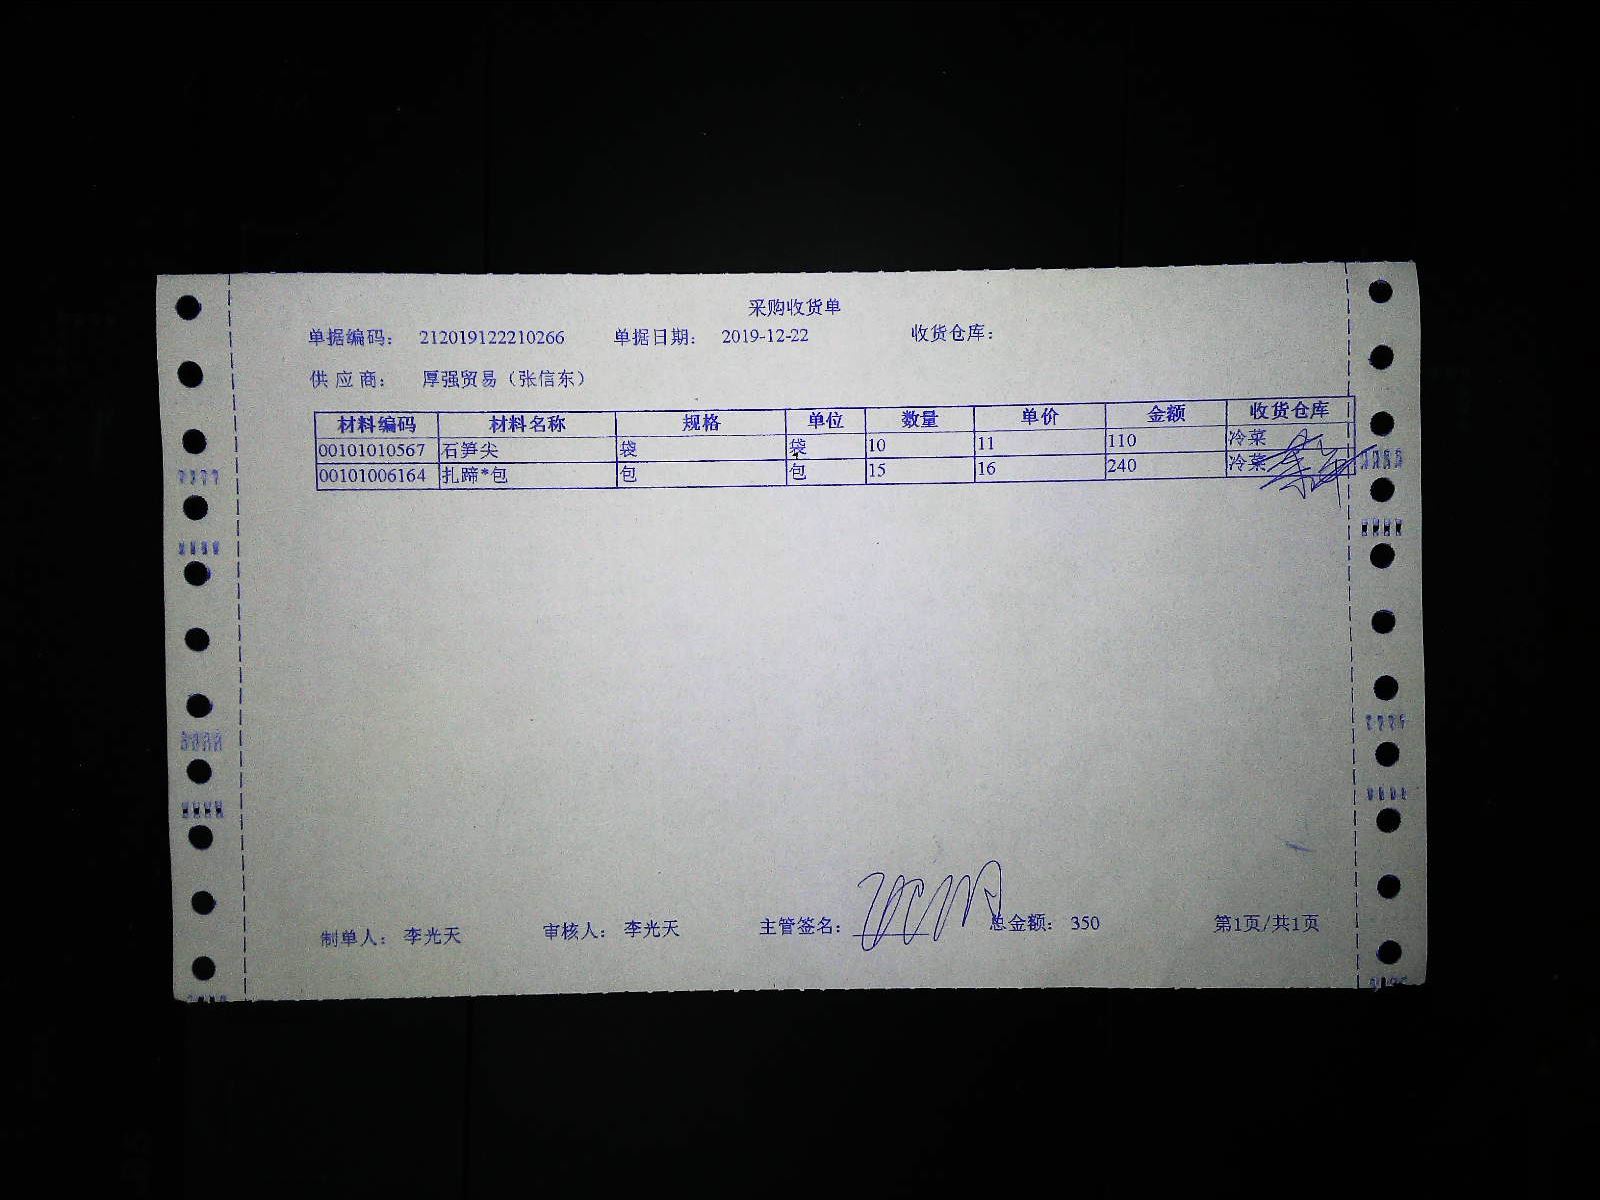 采购收货单
单据编码： 212019122210266 单据日期： 2019-12-22 收货仓库：
供 应 商： 厚强贸易（张信东）
材料编码 材料名称 规格 单位 数量 单价 金额 收货仓库
00101010567 石笋尖 袋 袋 10 11 110 冷菜
00101006164 扎蹄*包 包 包 15 16 240 冷菜
制单人： 李光天 审核人： 李光天 主管签名： 总金额： 350 第1页/共1页